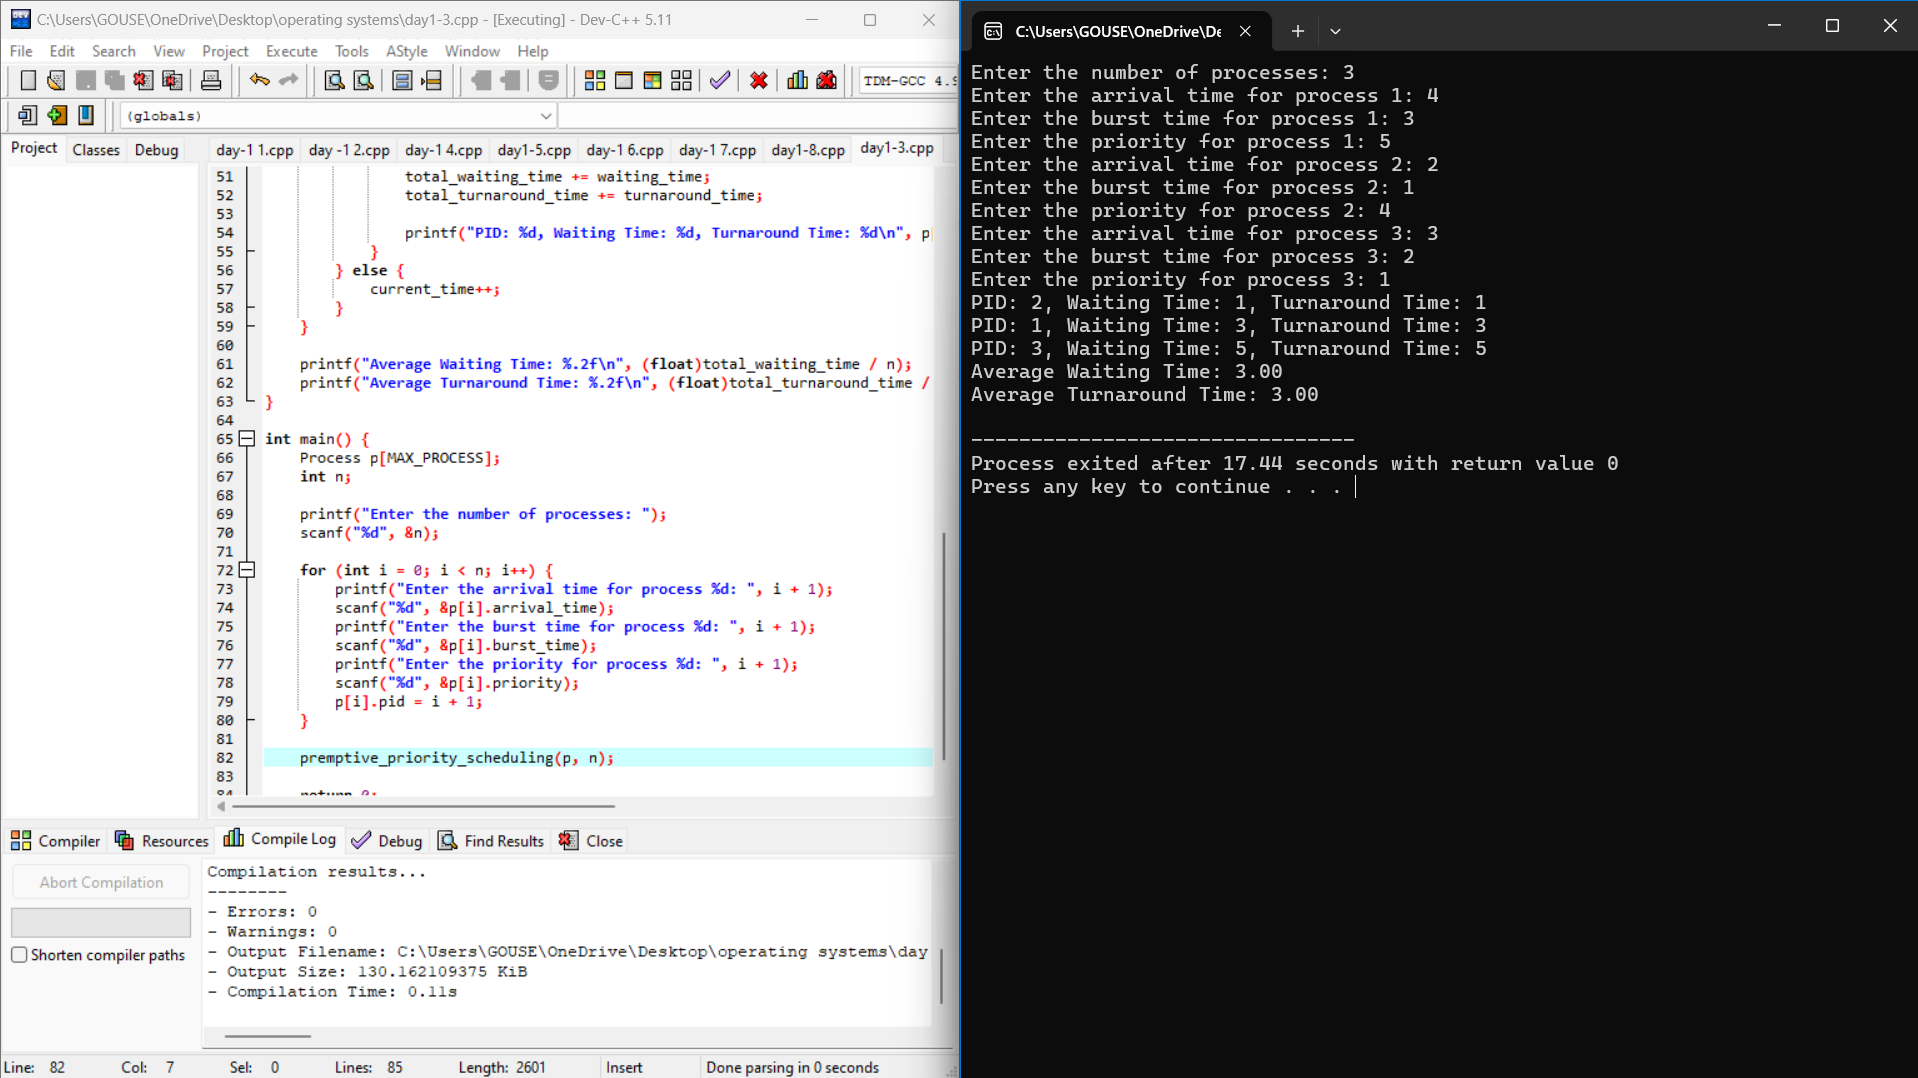 C:\Users\GOUSE\OneDrive\Desktop\operating systems\day1-3.cpp - [Executing] - Dev-C++ 5.11
File Edit Search View Project Execute Tools AStyle Window Help
TDM-GCC 4.9
(globals)
Project Classes Debug
day-1 1.cpp day -1 2.cpp day-1 4.cpp day1-5.cpp day-1 6.cpp day-1 7.cpp day1-8.cpp day1-3.cpp
51 total_waiting_time += waiting_time;
52 total_turnaround_time += turnaround_time;
53
54 printf("PID: %d, Waiting Time: %d, Turnaround Time: %d\n", p[
55 }
56 } else {
57 current_time++;
58 }
59 }
60
61 printf("Average Waiting Time: %.2f\n", (float)total_waiting_time / n);
62 printf("Average Turnaround Time: %.2f\n", (float)total_turnaround_time /
63 }
64
65 int main() {
66 Process p[MAX_PROCESS];
67 int n;
68
69 printf("Enter the number of processes: ");
70 scanf("%d", &n);
71
72 for (int i = 0; i < n; i++) {
73 printf("Enter the arrival time for process %d: ", i + 1);
74 scanf("%d", &p[i].arrival_time);
75 printf("Enter the burst time for process %d: ", i + 1);
76 scanf("%d", &p[i].burst_time);
77 printf("Enter the priority for process %d: ", i + 1);
78 scanf("%d", &p[i].priority);
79 p[i].pid = i + 1;
80 }
81
82 premptive_priority_scheduling(p, n);
83
84 return 0;
Compiler Resources Compile Log Debug Find Results Close
Abort Compilation
Shorten compiler paths
Compilation results...
--------
- Errors: 0
- Warnings: 0
- Output Filename: C:\Users\GOUSE\OneDrive\Desktop\operating systems\day
- Output Size: 130.162109375 KiB
- Compilation Time: 0.11s
Line: 82 Col: 7 Sel: 0 Lines: 85 Length: 2601 Insert Done parsing in 0 seconds
C:\Users\GOUSE\OneDrive\De
Enter the number of processes: 3
Enter the arrival time for process 1: 4
Enter the burst time for process 1: 3
Enter the priority for process 1: 5
Enter the arrival time for process 2: 2
Enter the burst time for process 2: 1
Enter the priority for process 2: 4
Enter the arrival time for process 3: 3
Enter the burst time for process 3: 2
Enter the priority for process 3: 1
PID: 2, Waiting Time: 1, Turnaround Time: 1
PID: 1, Waiting Time: 3, Turnaround Time: 3
PID: 3, Waiting Time: 5, Turnaround Time: 5
Average Waiting Time: 3.00
Average Turnaround Time: 3.00
--------------------------------
Process exited after 17.44 seconds with return value 0
Press any key to continue . . .